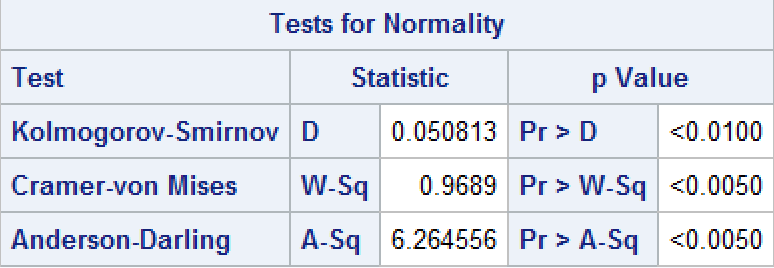 Tests for Normality
Test Statistic p Value
Kolmogorov-Smirnov D 0.050813 Pr > D <0.0100
Cramer-von Mises W-Sq 0.9689 Pr > W-Sq <0.0050
Anderson-Darling A-Sq 6.264556 Pr > A-Sq <0.0050